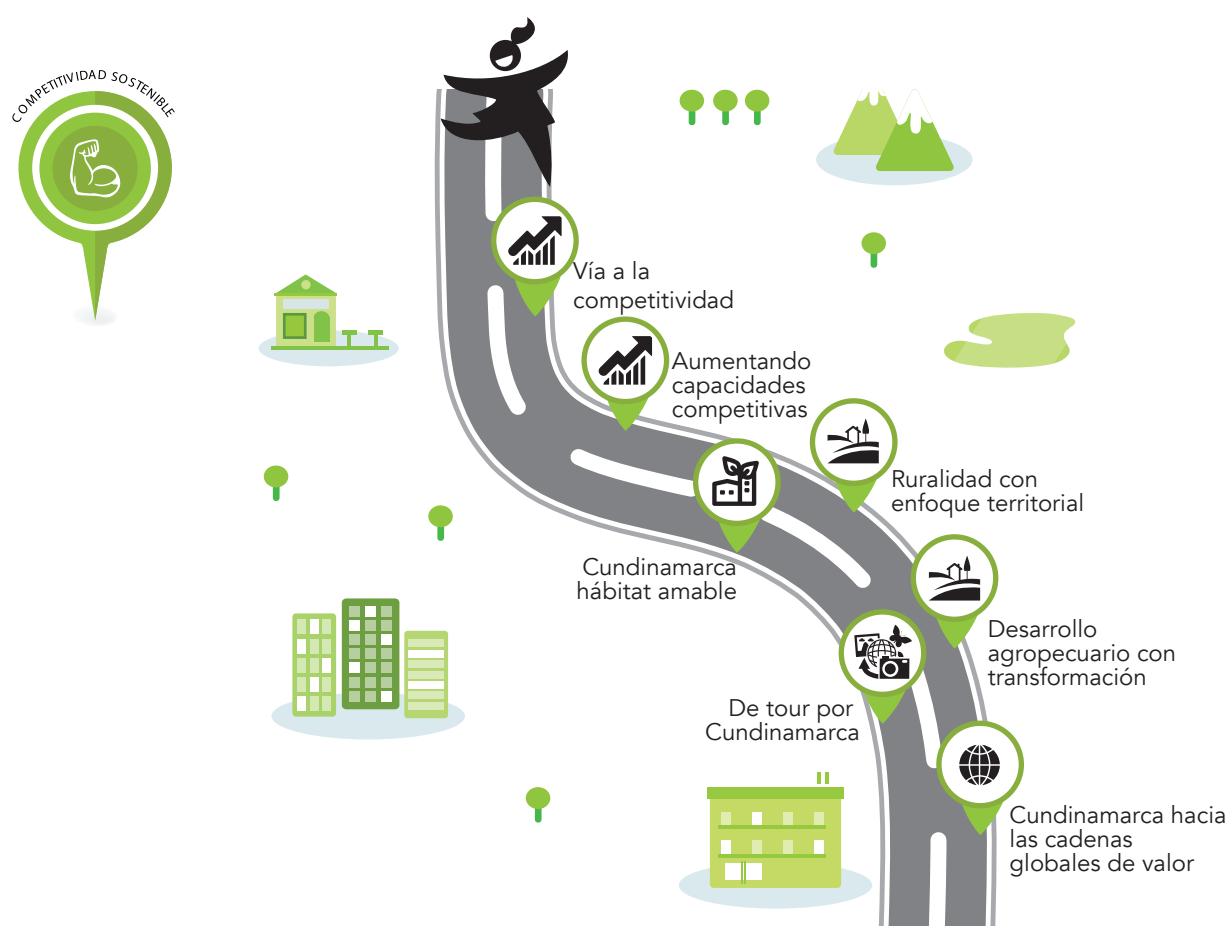 COMPETITIVIDAD SOSTENIBLE
Vía a la
competitividad
Aumentando
capacidades
competitivas
Ruralidad con
enfoque territorial
Cundinamarca
hábitat amable
Desarrollo
agropecuario con
transformación
De tour por
Cundinamarca
Cundinamarca hacia
las cadenas
globales de valor